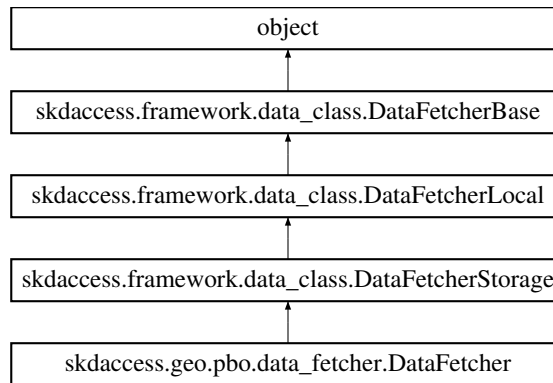 object
skdaccess.framework.data_class.DataFetcherBase
skdaccess.framework.data_class.DataFetcherLocal
skdaccess.framework.data_class.DataFetcherStorage
skdaccess.geo.pbo.data_fetcher.DataFetcher